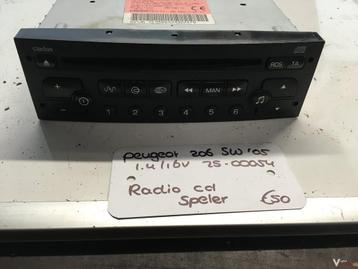 clarion
RDS TA
MAN
1 2 3 4 5 6
peugeot 206 SW '05
1.4/16V 25-00054
Radio cd
Speler €50